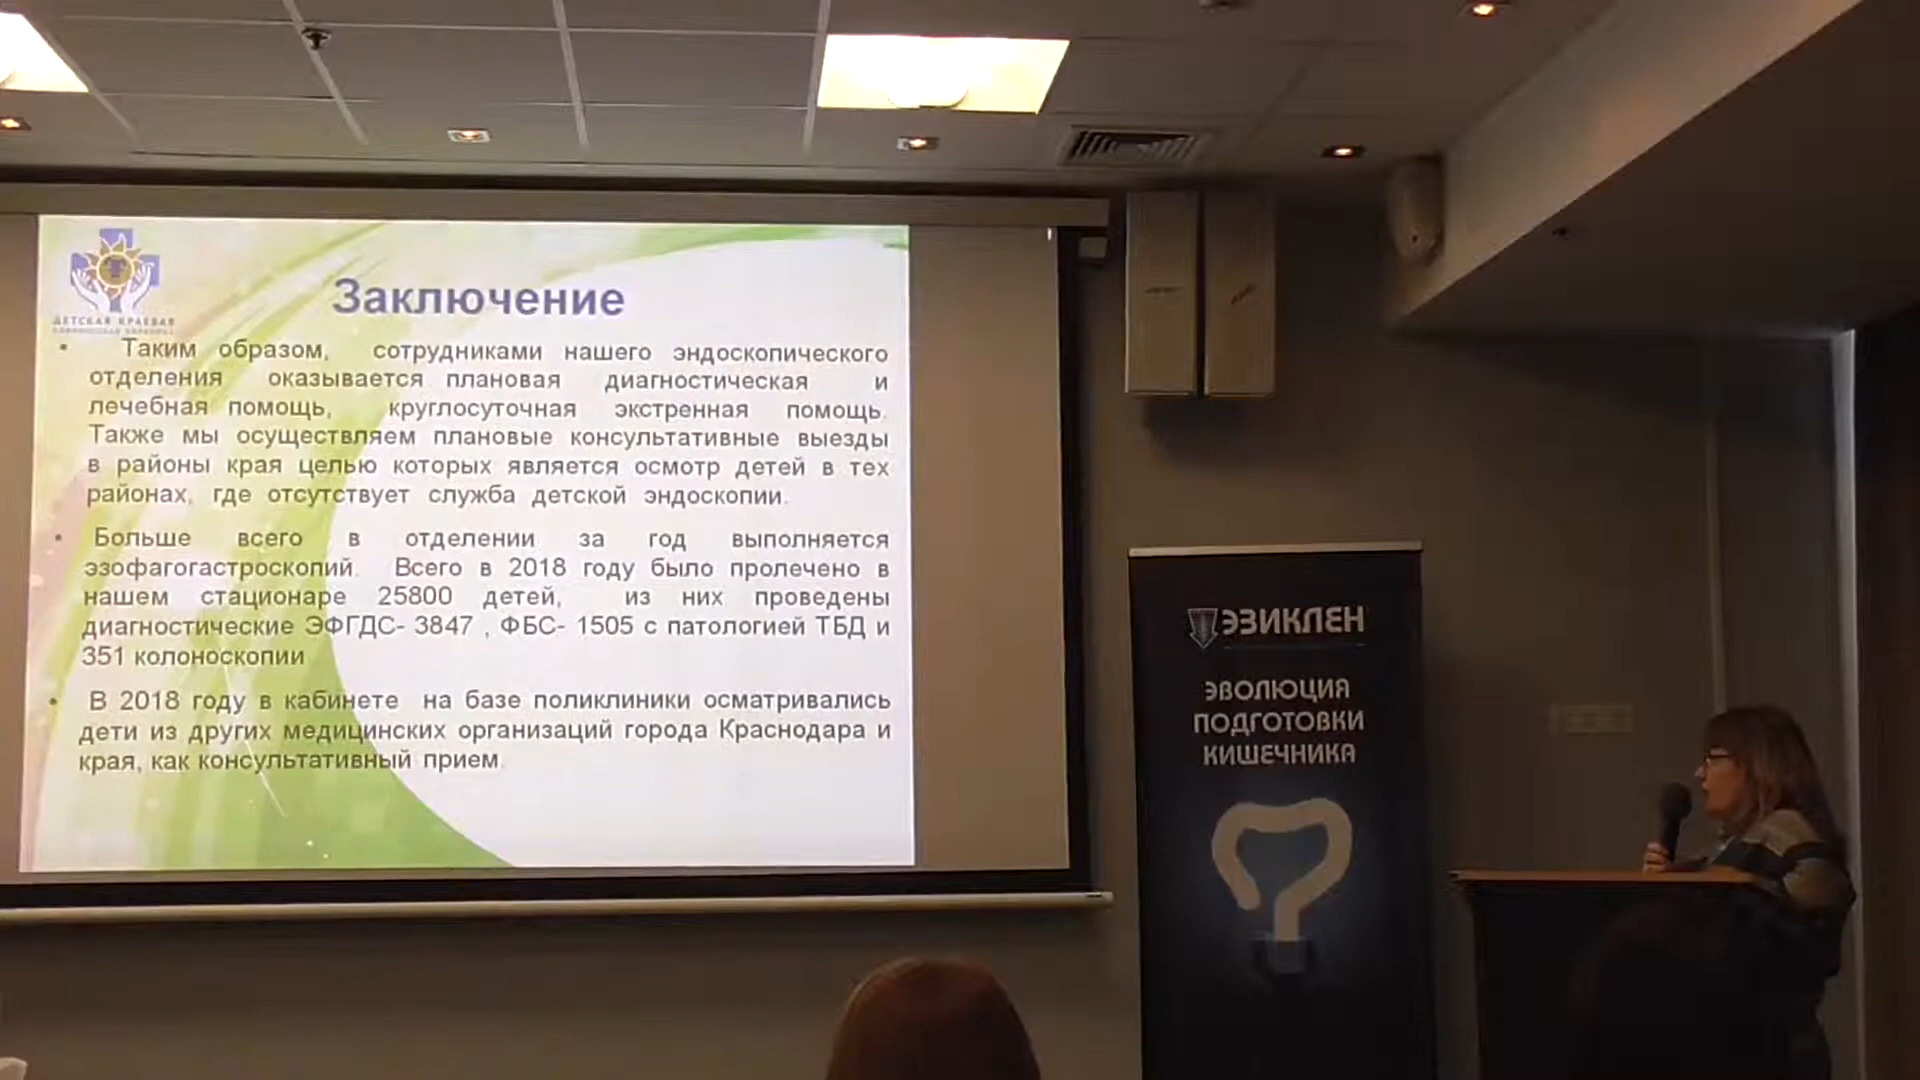 ДЕТСКАЯ КРАЕВАЯ
Заключение
• Таким образом, сотрудниками нашего эндоскопического
отделения оказывается плановая диагностическая и
лечебная помощь, круглосуточная экстренная помощь.
Также мы осуществляем плановые консультативные выезды
в районы края целью которых является осмотр детей в тех
районах, где отсутствует служба детской эндоскопии.
• Больше всего в отделении за год выполняется
эзофагогастроскопий. Всего в 2018 году было пролечено в
нашем стационаре 25800 детей, из них проведены
диагностические ЭФГДС- 3847 , ФБС- 1505 с патологией ТБД и
351 колоноскопии
• В 2018 году в кабинете на базе поликлиники осматривались
дети из других медицинских организаций города Краснодара и
края, как консультативный прием.
ЭЗИКЛЕН
ЭВОЛЮЦИЯ
ПОДГОТОВКИ
КИШЕЧНИКА